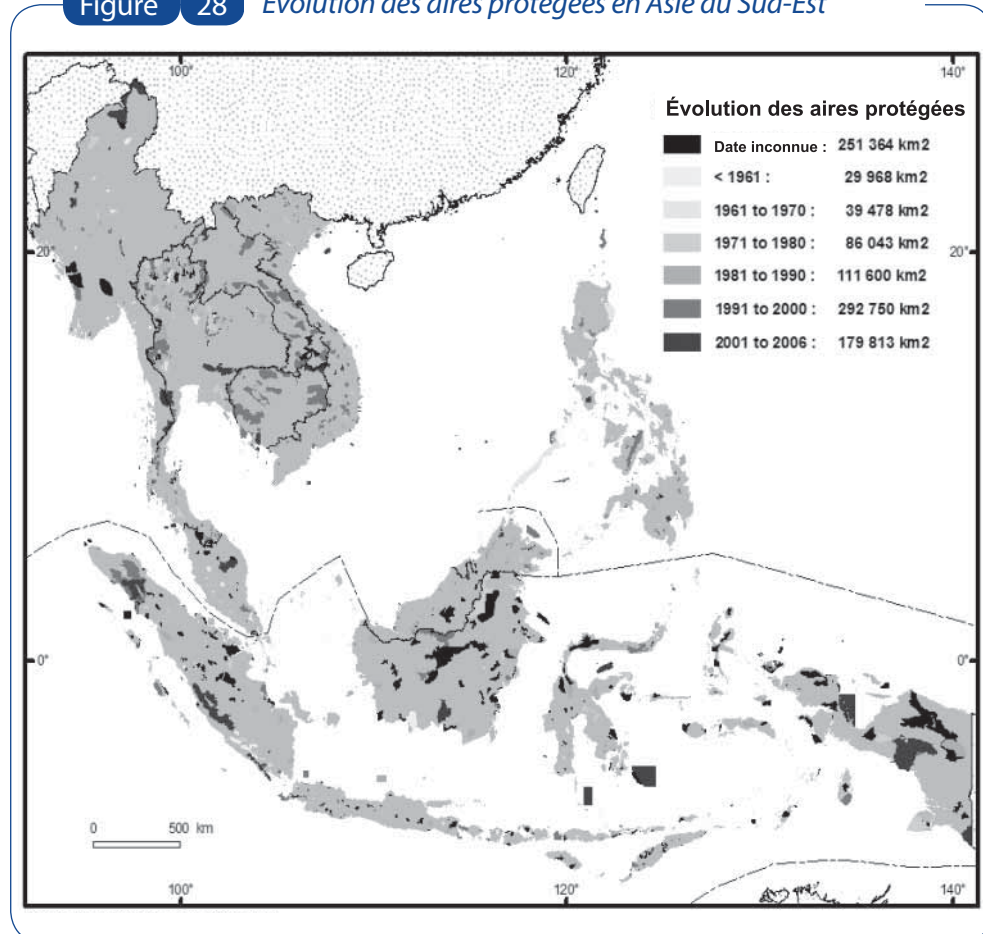 Figure 28 Évolution des aires protégées en Asie du Sud-Est
100° 120° 140°
Évolution des aires protégées
Date inconnue : 251 364 km2
< 1961 : 29 968 km2
1961 to 1970 : 39 478 km2
20° 20°
1971 to 1980 : 86 043 km2
1981 to 1990 : 111 600 km2
1991 to 2000 : 292 750 km2
2001 to 2006 : 179 813 km2
0° 0°
0 500 km
100° 120° 140°